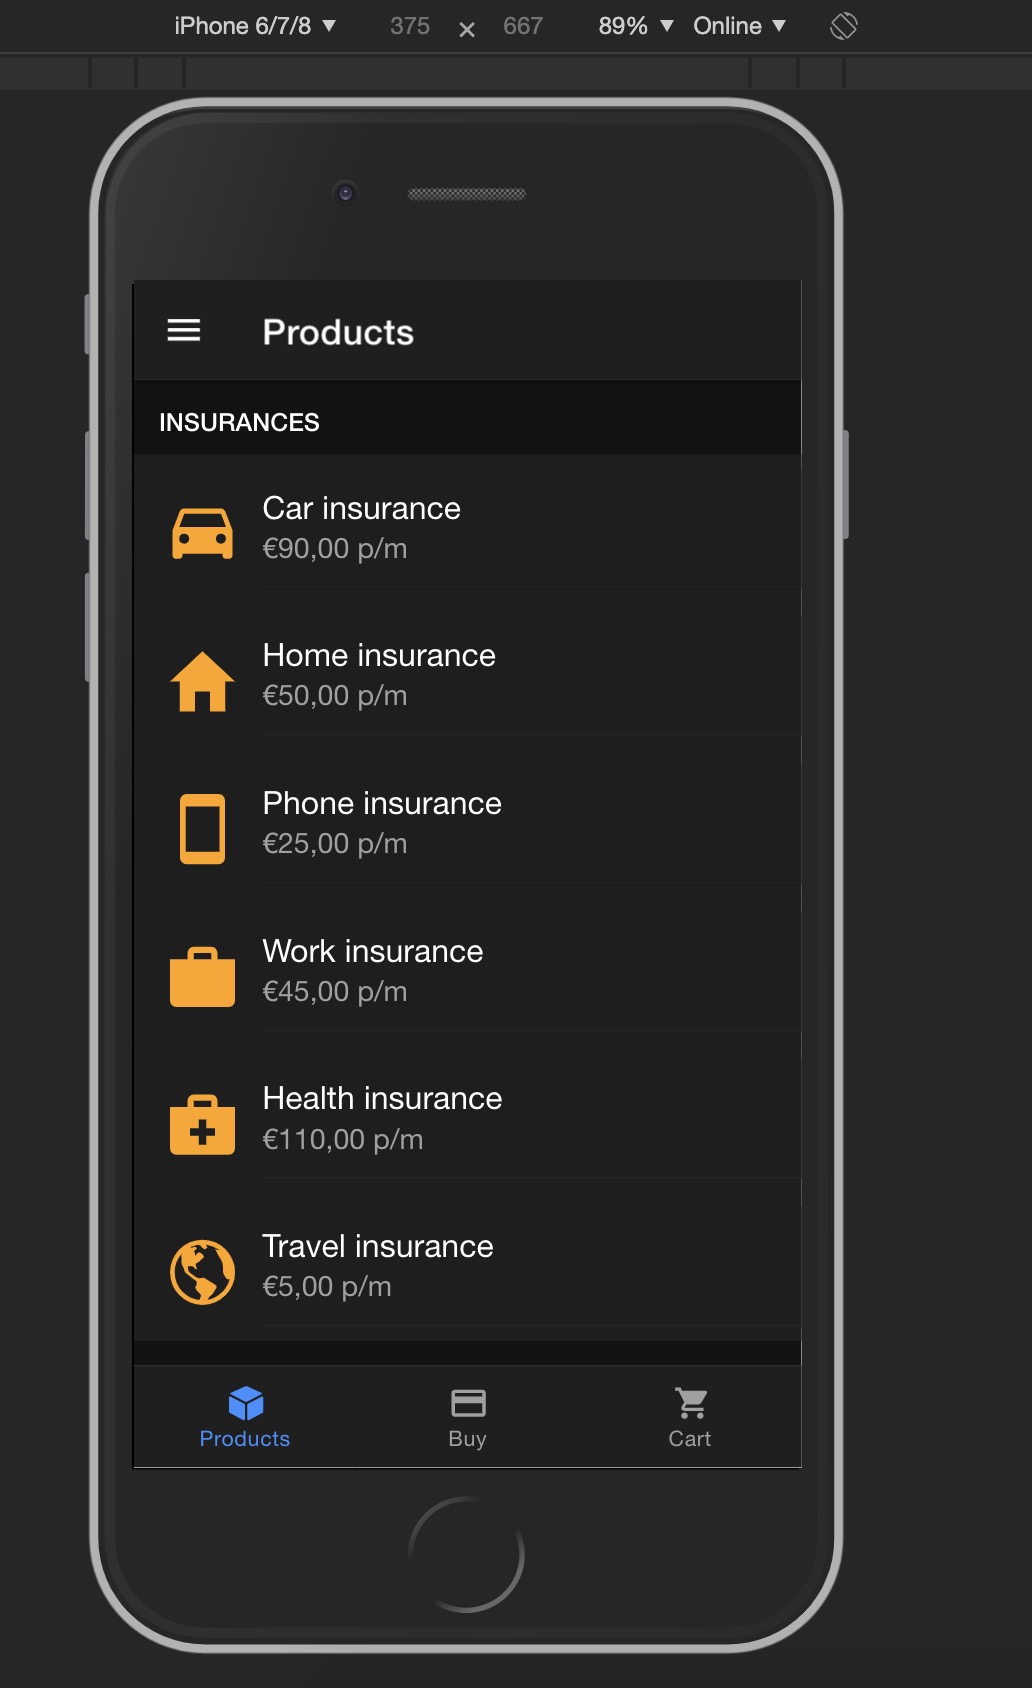 iPhone 6/7/8 ▼ 375 × 667 89% ▼ Online ▼
Products
INSURANCES
Car insurance
€90,00 p/m
Home insurance
€50,00 p/m
Phone insurance
€25,00 p/m
Work insurance
€45,00 p/m
Health insurance
€110,00 p/m
Travel insurance
€5,00 p/m
Products Buy Cart